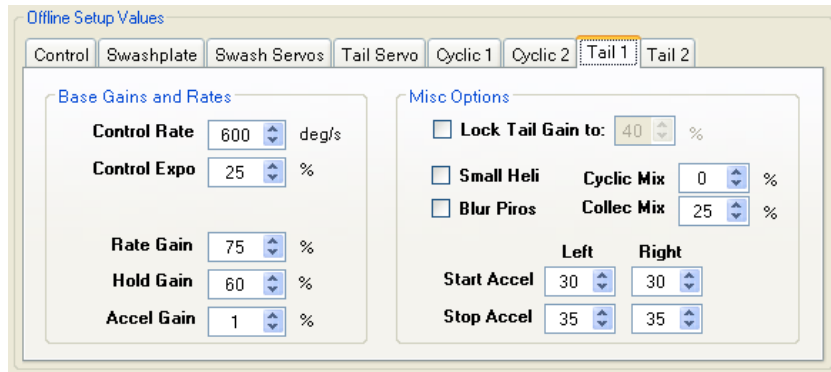 Offline Setup Values
Control Swashplate Swash Servos Tail Servo Cyclic 1 Cyclic 2 Tail 1 Tail 2
Base Gains and Rates
Control Rate 600 deg/s
Control Expo 25 %
Rate Gain 75 %
Hold Gain 60 %
Accel Gain 1 %
Misc Options
Lock Tail Gain to: 40 %
Small Heli Cyclic Mix 0 %
Blur Piros Collec Mix 25 %
Left Right
Start Accel 30 30
Stop Accel 35 35